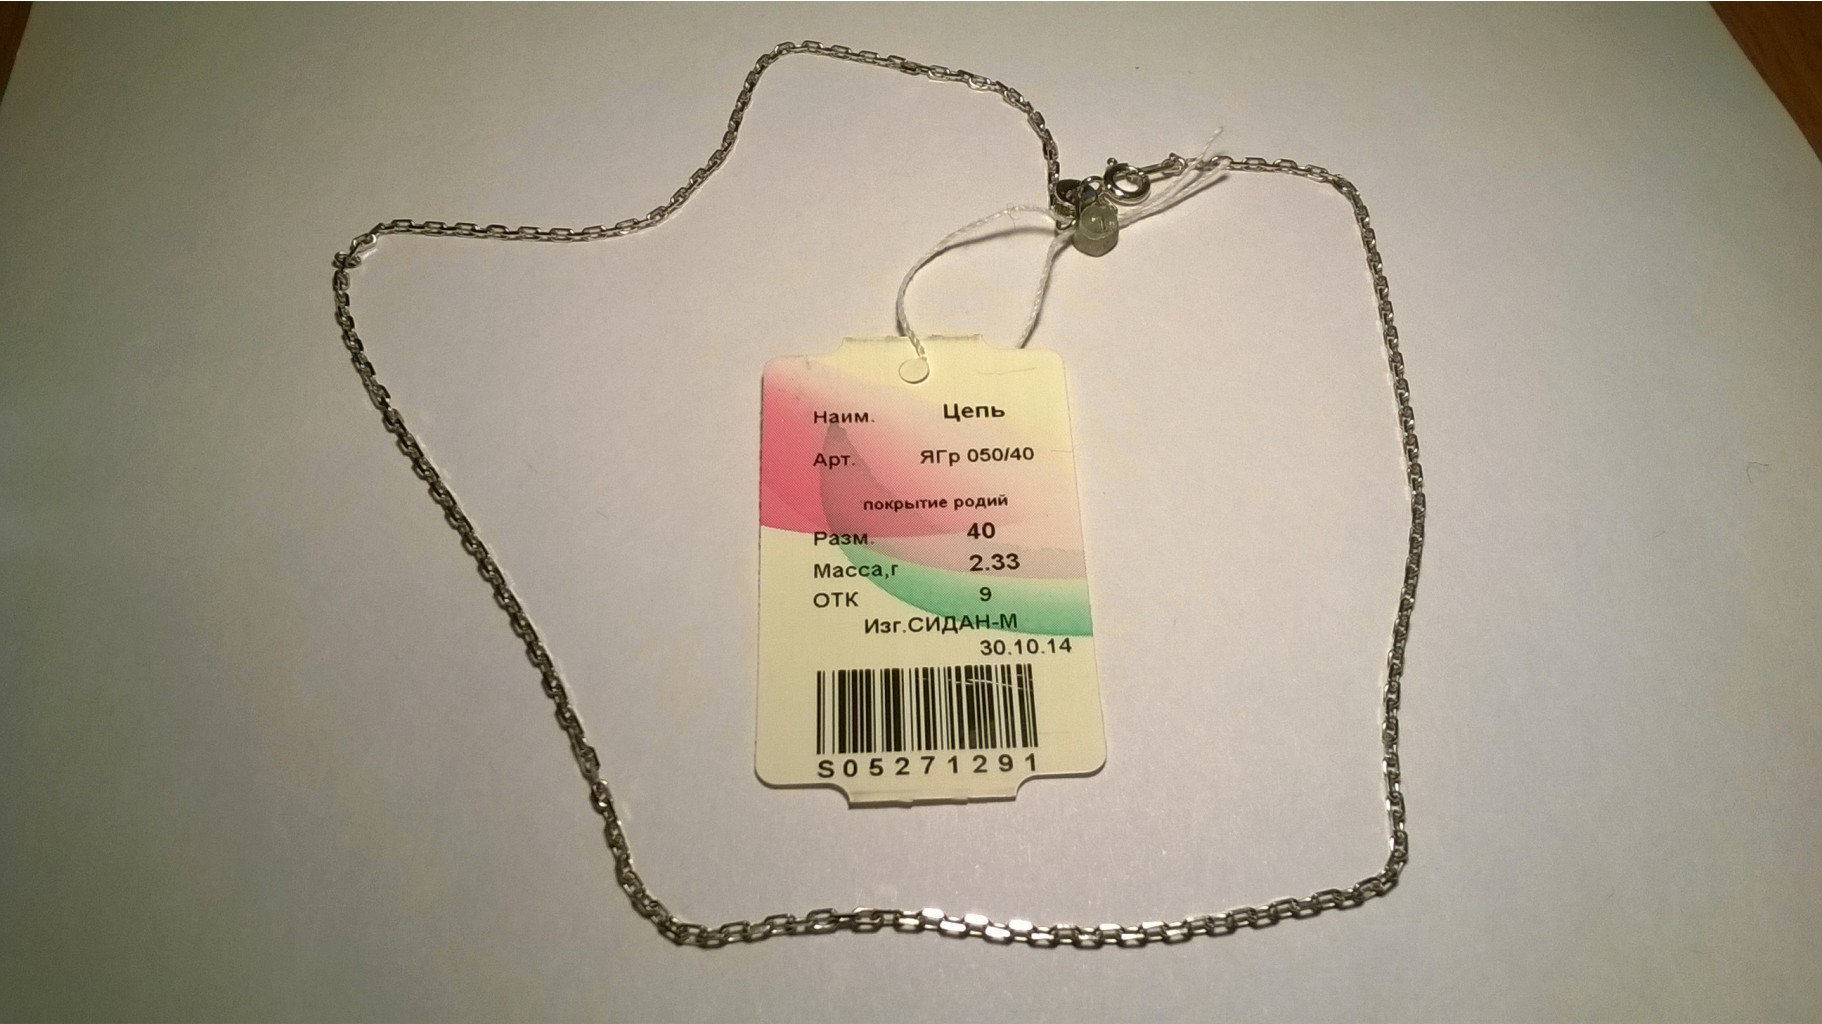 Наим. Цепь
Арт. ЯГр 050/40
покрытие родий
Разм. 40
Масса,г 2.33
ОТК 9
Изг.СИДАН-М
30.10.14
S05271291